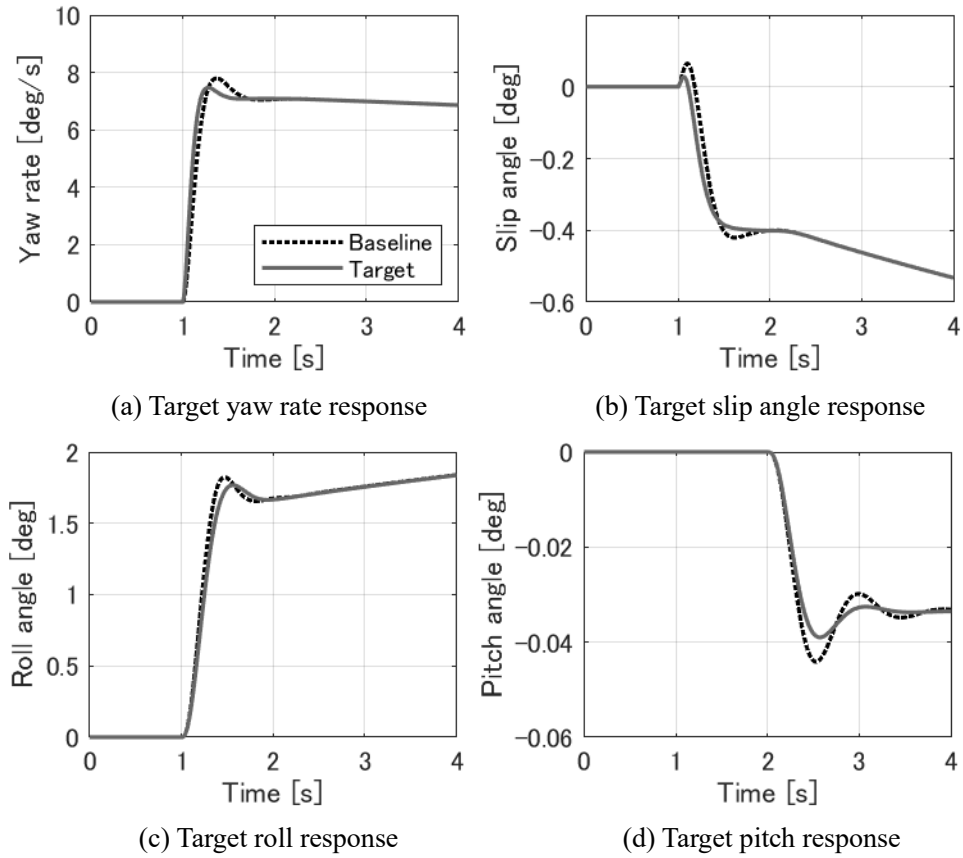 10
8
6
4
2
0
Yaw rate [deg/s]
Baseline
Target
0 1 2 3 4
Time [s]
(a) Target yaw rate response
0
−0.2
−0.4
−0.6
Slip angle [deg]
0 1 2 3 4
Time [s]
(b) Target slip angle response
2
1.5
1
0.5
0
Roll angle [deg]
0 1 2 3 4
Time [s]
(c) Target roll response
0
−0.02
−0.04
−0.06
Pitch angle [deg]
0 1 2 3 4
Time [s]
(d) Target pitch response